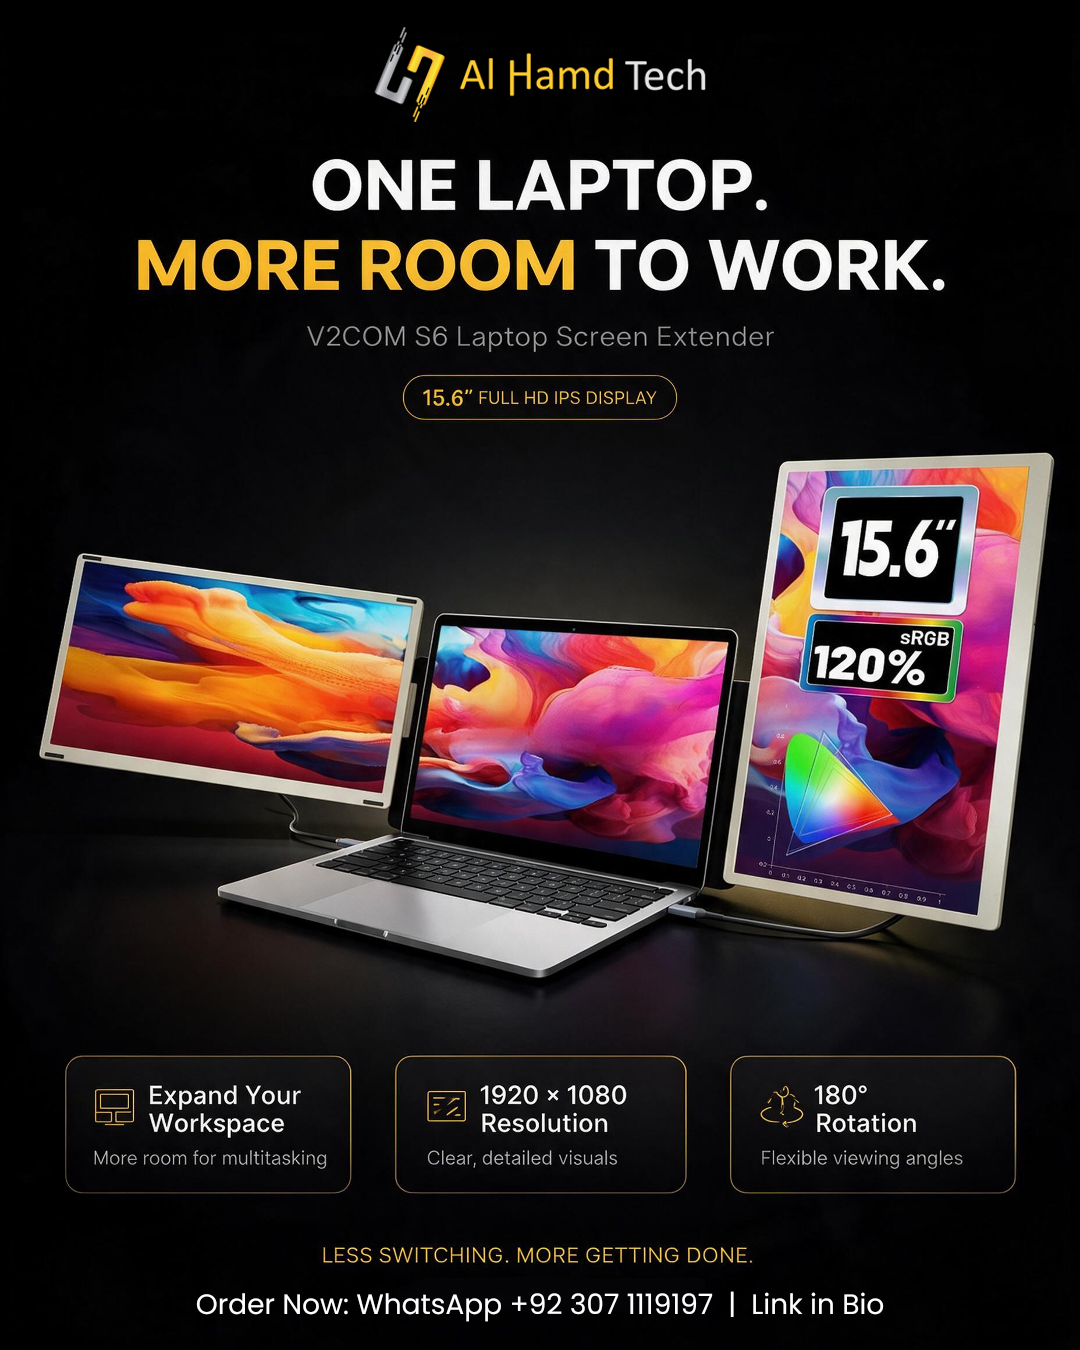 Al Hamd Tech
ONE LAPTOP.
MORE ROOM TO WORK.
V2COM S6 Laptop Screen Extender
15.6” FULL HD IPS DISPLAY
15.6”
sRGB
120%
Expand Your
Workspace
More room for multitasking
1920 × 1080
Resolution
Clear, detailed visuals
180°
Rotation
Flexible viewing angles
LESS SWITCHING. MORE GETTING DONE.
Order Now: WhatsApp +92 307 1119197 | Link in Bio